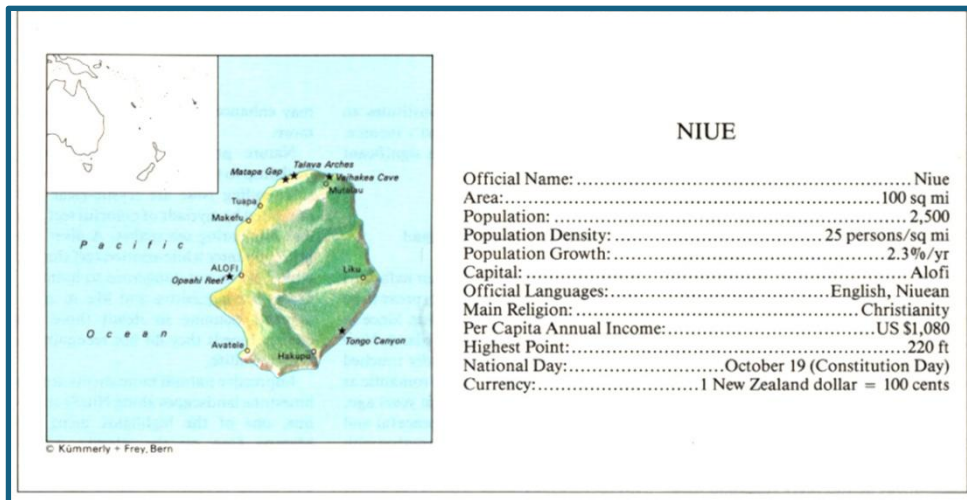 NIUE
Matapa Gap
Talava Arches
Vaihakea Cave
Mutalau
Tuapa
Makefu
Pacific
ALOFI
Opaahi Reef
Liku
Ocean
Avatele
Hakupu
Tongo Canyon
© Kümmerly + Frey, Bern
Official Name:....................Niue
Area:....................100 sq mi
Population:....................2,500
Population Density:....................25 persons/sq mi
Population Growth:....................2.3%/yr
Capital:....................Alofi
Official Languages:....................English, Niuean
Main Religion:....................Christianity
Per Capita Annual Income:....................US $1,080
Highest Point:....................220 ft
National Day:....................October 19 (Constitution Day)
Currency:....................1 New Zealand dollar = 100 cents